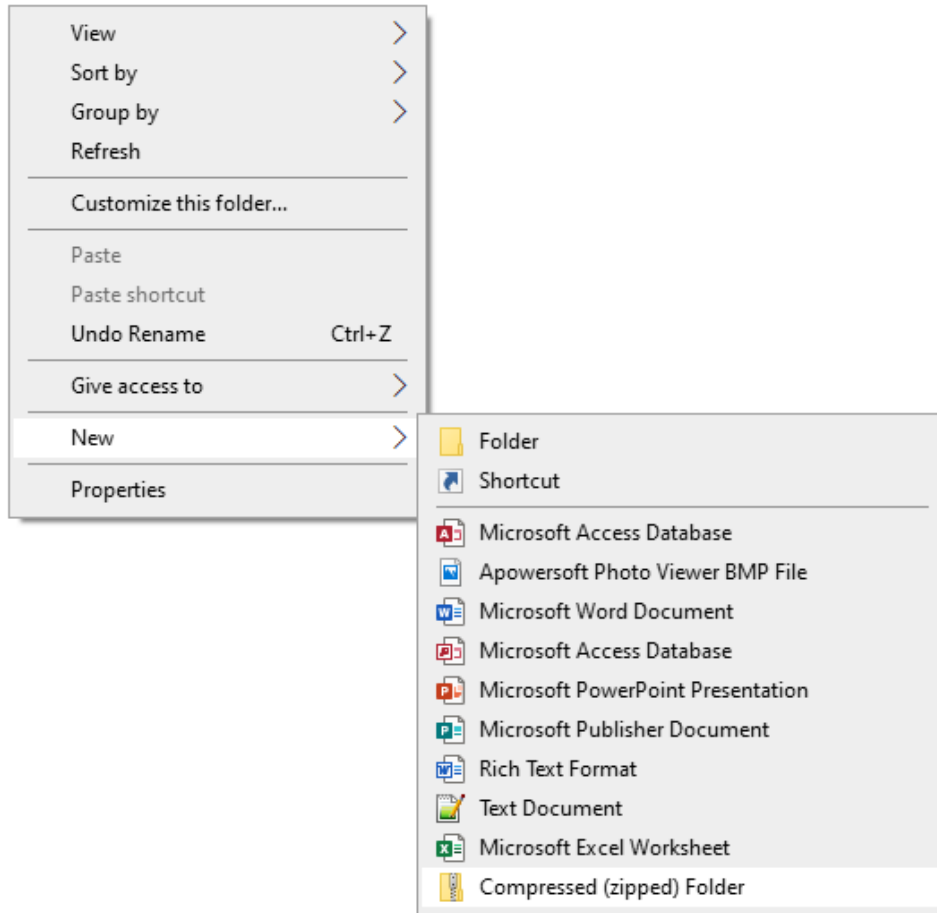 View
Sort by
Group by
Refresh
Customize this folder...
Paste
Paste shortcut
Undo Rename Ctrl+Z
Give access to
New
Properties
Folder
Shortcut
Microsoft Access Database
Apowersoft Photo Viewer BMP File
Microsoft Word Document
Microsoft Access Database
Microsoft PowerPoint Presentation
Microsoft Publisher Document
Rich Text Format
Text Document
Microsoft Excel Worksheet
Compressed (zipped) Folder